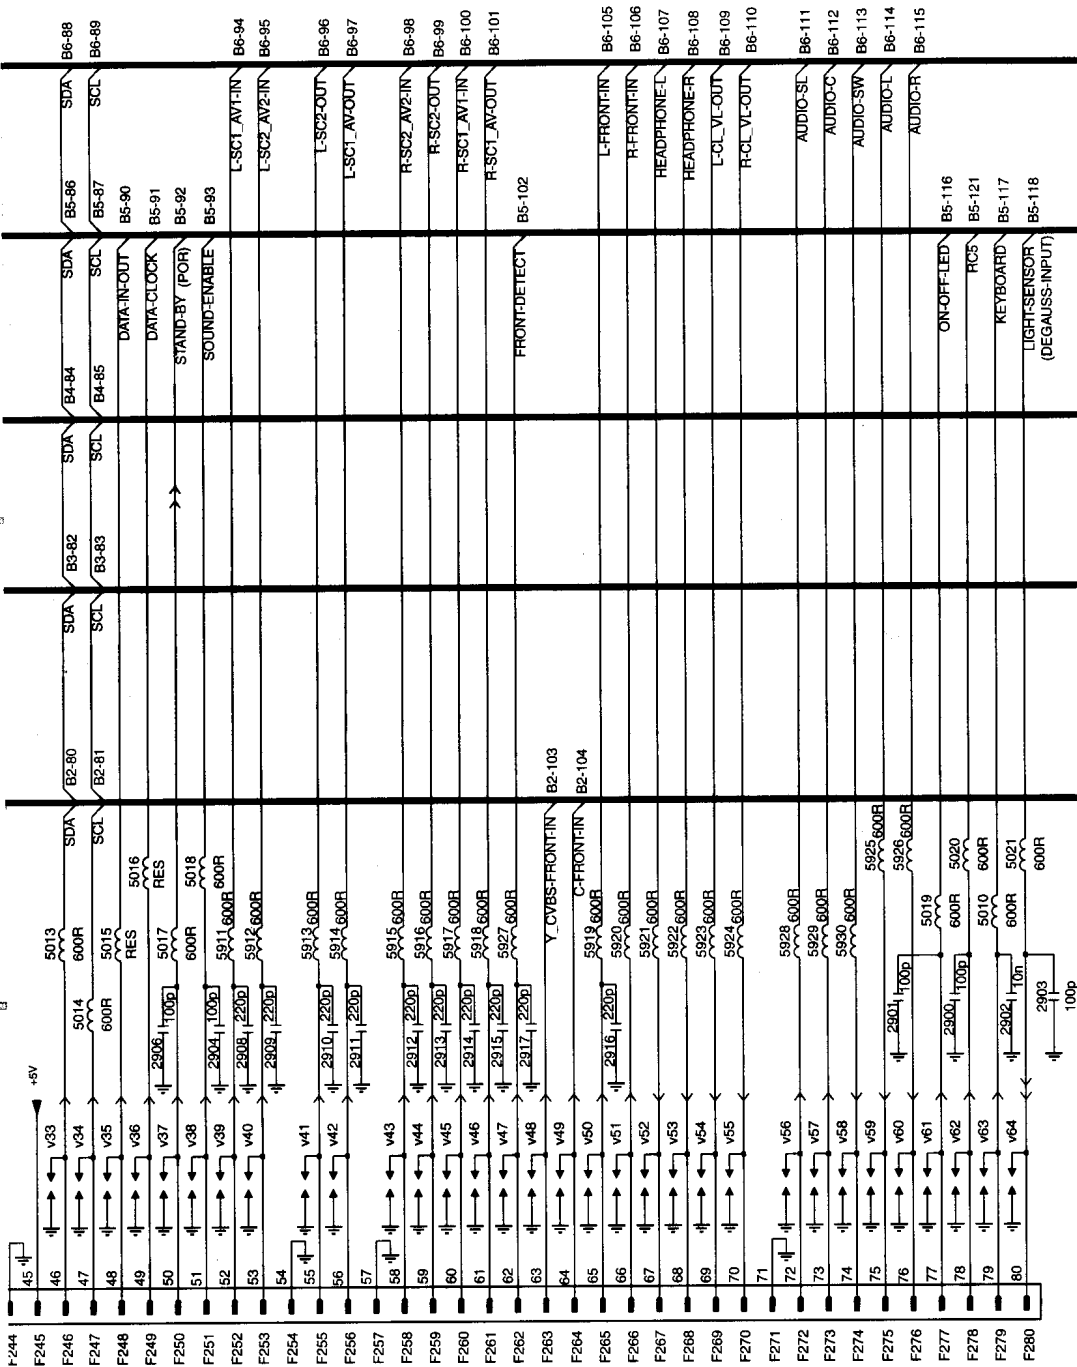 B6-88
B6-89
B6-94
B6-95
B6-96
B6-97
B6-98
B6-99
B6-100
B6-101
B6-105
B6-106
B6-107
B6-108
B6-109
B6-110
B6-111
B6-112
B6-113
B6-114
B6-115
SDA
SCL
L-SC1_AV1-IN
L-SC2_AV2-IN
L-SC2-OUT
L-SC1_AV-OUT
R-SC2_AV2-IN
R-SC2-OUT
R-SC1_AV1-IN
R-SC1_AV-OUT
L-FRONT-IN
R-FRONT-IN
HEADPHONE-L
HEADPHONE-R
L-CL_VL-OUT
R-CL_VL-OUT
AUDIO-SL
AUDIO-C
AUDIO-SW
AUDIO-L
AUDIO-R
B5-86
B5-87
B5-90
B5-91
B5-92
B5-93
B5-102
B5-116
B5-121
B5-117
B5-118
SDA
SCL
DATA-IN-OUT
DATA-CLOCK
STAND-BY (POR)
SOUND-ENABLE
FRONT-DETECT
ON-OFF-LED
RC5
KEYBOARD
LIGHT-SENSOR
(DEGAUSS-INPUT)
B4-84
B4-85
SDA
SCL
B3-82
B3-83
SDA
SCL
B2-80
B2-81
B2-103
B2-104
SDA
SCL
Y_CVBS-FRONT-IN
C-FRONT-IN
5013
600R
5014
600R
5015
RES
5016
RES
5017
600R
5018
600R
5911 600R
5912 600R
5913 600R
5914 600R
5915 600R
5916 600R
5917 600R
5918 600R
5927 600R
5919 600R
5920 600R
5921 600R
5922 600R
5923 600R
5924 600R
5928 600R
5929 600R
5930 600R
5925 600R
5926 600R
5019
600R
5020
600R
5010
600R
5021
600R
2906 100p
2904 100p
2908 220p
2909 220p
2910 220p
2911 220p
2912 220p
2913 220p
2914 220p
2915 220p
2917 220p
2916 220p
2901 100p
2900 100p
2902 10n
2903
100p
+5V
v33
v34
v35
v36
v37
v38
v39
v40
v41
v42
v43
v44
v45
v46
v47
v48
v49
v50
v51
v52
v53
v54
v55
v56
v57
v58
v59
v60
v61
v62
v63
v64
45
46
47
48
49
50
51
52
53
54
55
56
57
58
59
60
61
62
63
64
65
66
67
68
69
70
71
72
73
74
75
76
77
78
79
80
F244
F245
F246
F247
F248
F249
F250
F251
F252
F253
F254
F255
F256
F257
F258
F259
F260
F261
F262
F263
F264
F265
F266
F267
F268
F269
F270
F271
F272
F273
F274
F275
F276
F277
F278
F279
F280